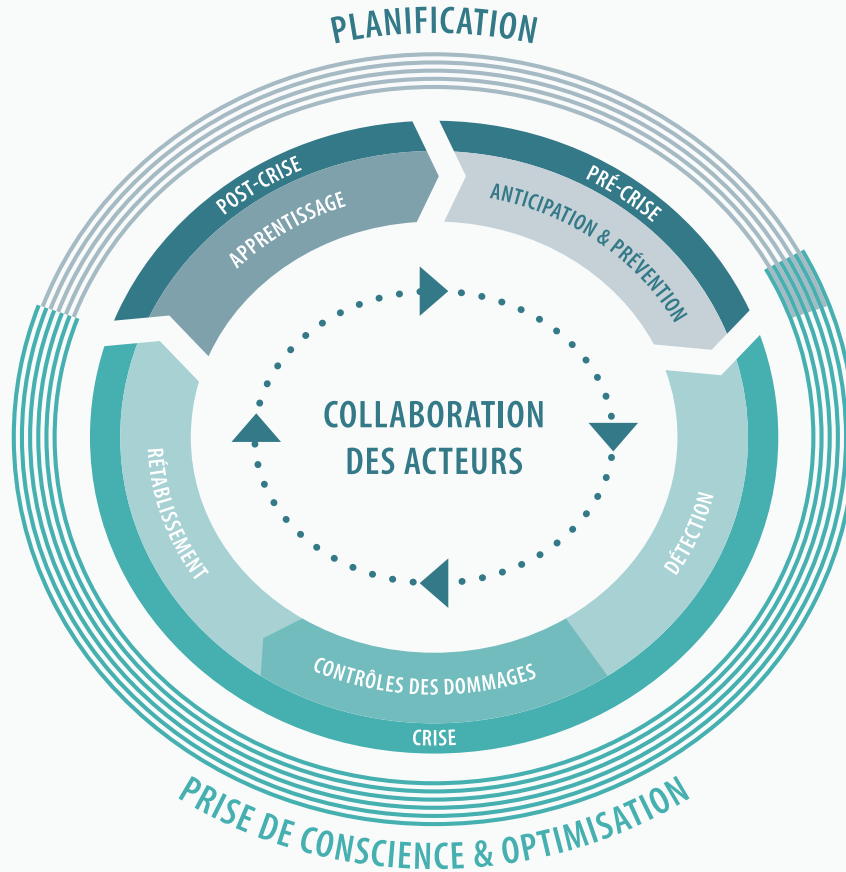 PLANIFICATION
POST-CRISE
PRÉ-CRISE
APPRENTISSAGE
ANTICIPATION & PRÉVENTION
COLLABORATION
DES ACTEURS
RÉTABLISSEMENT
DÉTECTION
CONTRÔLES DES DOMMAGES
CRISE
PRISE DE CONSCIENCE & OPTIMISATION